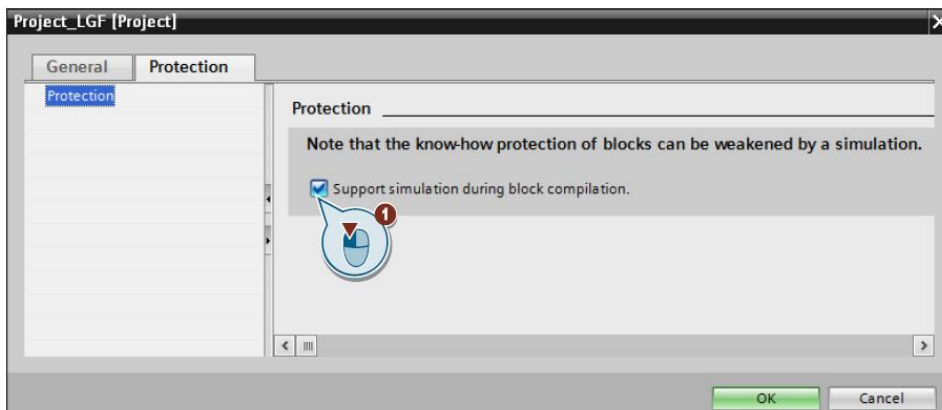 Project_LGF [Project]
General
Protection
Protection
Protection
Note that the know-how protection of blocks can be weakened by a simulation.
Support simulation during block compilation.
1
OK
Cancel